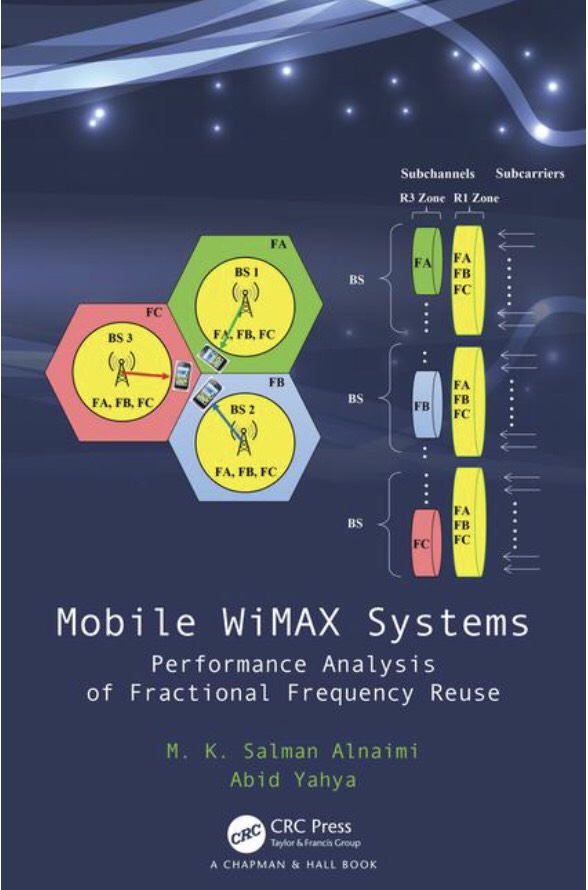 Subchannels Subcarriers
R3 Zone R1 Zone
FA
BS 1
FA, FB, FC
FC
BS 3
FA, FB, FC
FB
BS 2
FA, FB, FC
BS
FA
FA
FB
FC
BS
FB
FA
FB
FC
BS
FC
FA
FB
FC
Mobile WiMAX Systems
Performance Analysis
of Fractional Frequency Reuse
M. K. Salman Alnaimi
Abid Yahya
CRC CRC Press
Taylor & Francis Group
A CHAPMAN & HALL BOOK